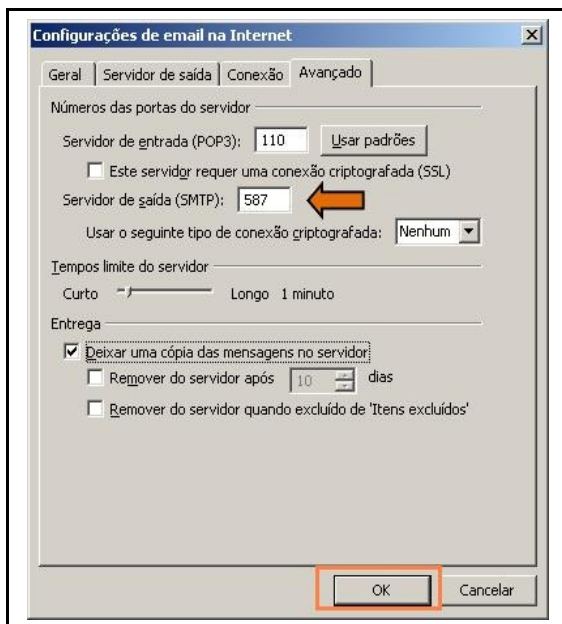 Configurações de email na Internet
Geral Servidor de saída Conexão Avançado
Números das portas do servidor
Servidor de entrada (POP3): 110 Usar padrões
Este servidor requer uma conexão criptografada (SSL)
Servidor de saída (SMTP): 587
Usar o seguinte tipo de conexão criptografada: Nenhum
Tempos limite do servidor
Curto Longo 1 minuto
Entrega
Deixar uma cópia das mensagens no servidor
Remover do servidor após 10 dias
Remover do servidor quando excluído de 'Itens excluídos'
OK Cancelar